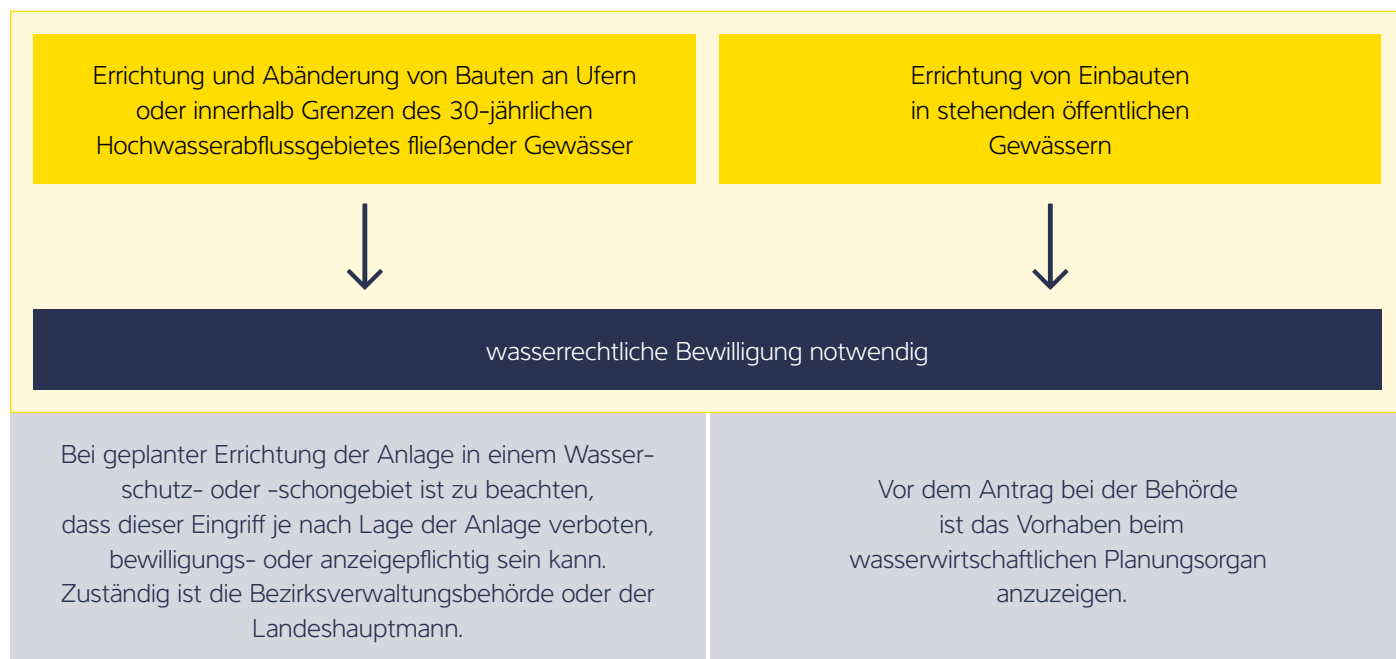 Errichtung und Abänderung von Bauten an Ufern
oder innerhalb Grenzen des 30-jährlichen
Hochwasserabflussgebietes fließender Gewässer
Errichtung von Einbauten
in stehenden öffentlichen
Gewässern
wasserrechtliche Bewilligung notwendig
Bei geplanter Errichtung der Anlage in einem Wasser-
schutz- oder -schongebiet ist zu beachten,
dass dieser Eingriff je nach Lage der Anlage verboten,
bewilligungs- oder anzeigepflichtig sein kann.
Zuständig ist die Bezirksverwaltungsbehörde oder der
Landeshauptmann.
Vor dem Antrag bei der Behörde
ist das Vorhaben beim
wasserwirtschaftlichen Planungsorgan
anzuzeigen.